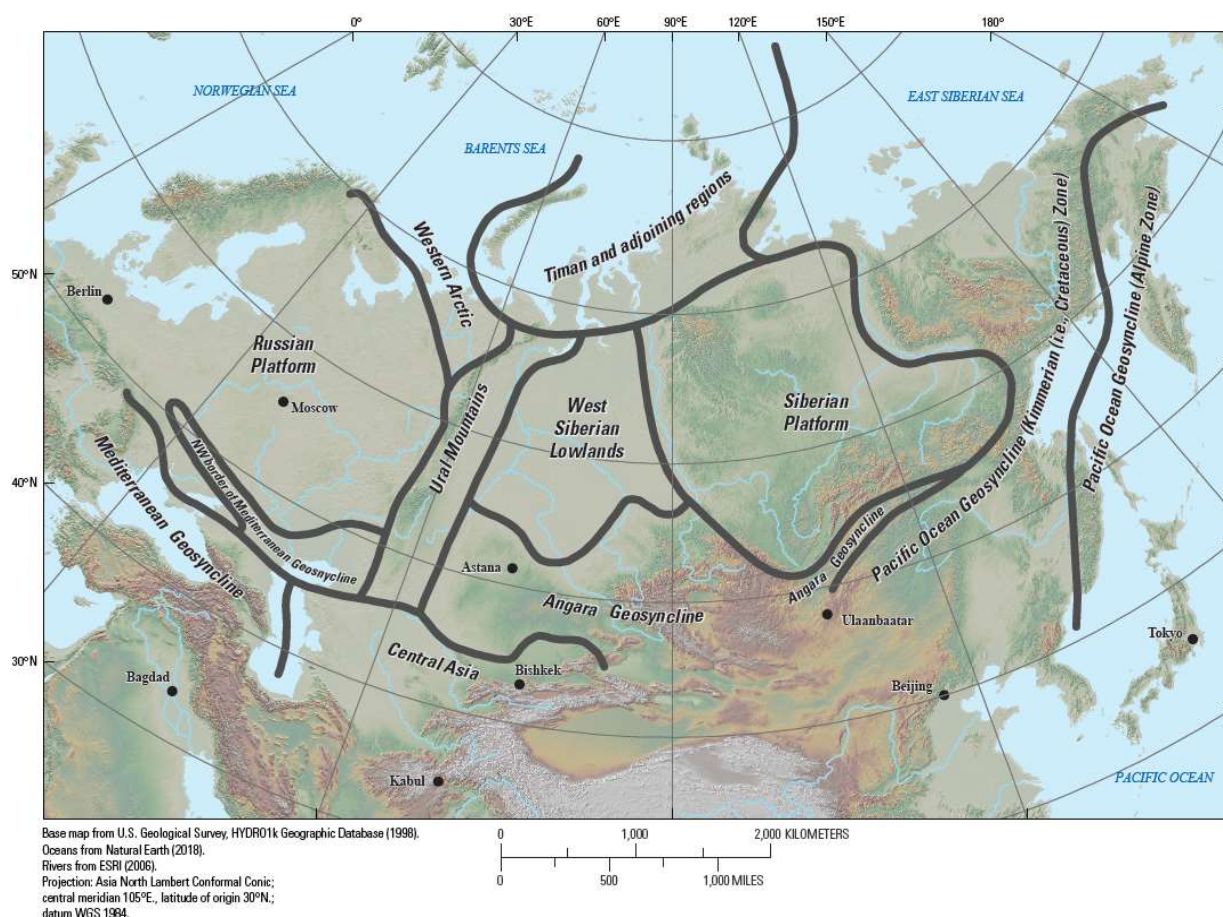 0° 30°E 60°E 90°E 120°E 150°E 180°
NORWEGIAN SEA
EAST SIBERIAN SEA
BARENTS SEA
Timan and adjoining regions
Western Arctic
50°N
Berlin
Russian
Platform
Moscow
Ural Mountains
West
Siberian
Lowlands
Siberian
Platform
Pacific Ocean Geosyncline (Kimmerian (i.e., Cretaceous) Zone)
Pacific Ocean Geosyncline (Alpine Zone)
NW border of Mediterranean Geosnycline
Mediterranean Geosyncline
40°N
Astana
Angara Geosyncline
Angara Geosyncline
Ulaanbaatar
Tokyo
30°N
Central Asia
Bishkek
Bagdad
Beijing
Kabul
PACIFIC OCEAN
Base map from U.S. Geological Survey, HYDRO1k Geographic Database (1998).
Oceans from Natural Earth (2018).
Rivers from ESRI (2006).
Projection: Asia North Lambert Conformal Conic;
central meridian 105°E., latitude of origin 30°N.;
datum WGS 1984.
0 1,000 2,000 KILOMETERS
0 500 1,000 MILES